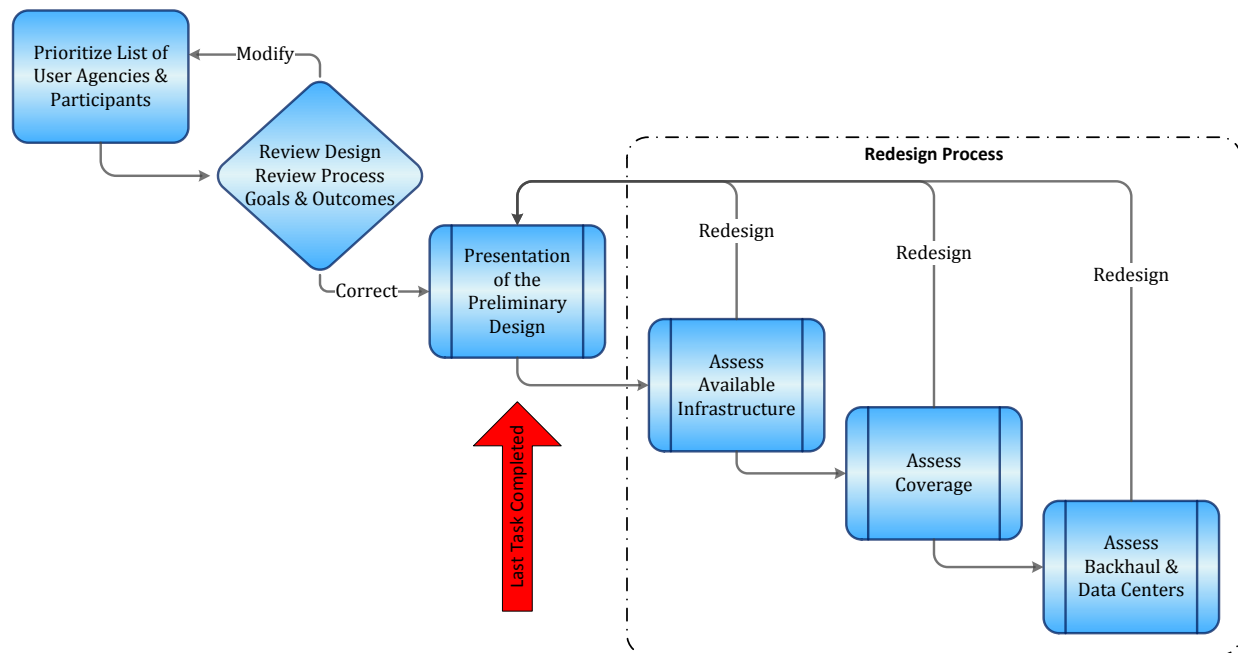 Prioritize List of
User Agencies &
Participants
Modify
Review Design
Review Process
Goals & Outcomes
Correct
Presentation
of the
Preliminary
Design
Last Task Completed
Redesign Process
Redesign
Redesign
Redesign
Assess
Available
Infrastructure
Assess
Coverage
Assess
Backhaul &
Data Centers